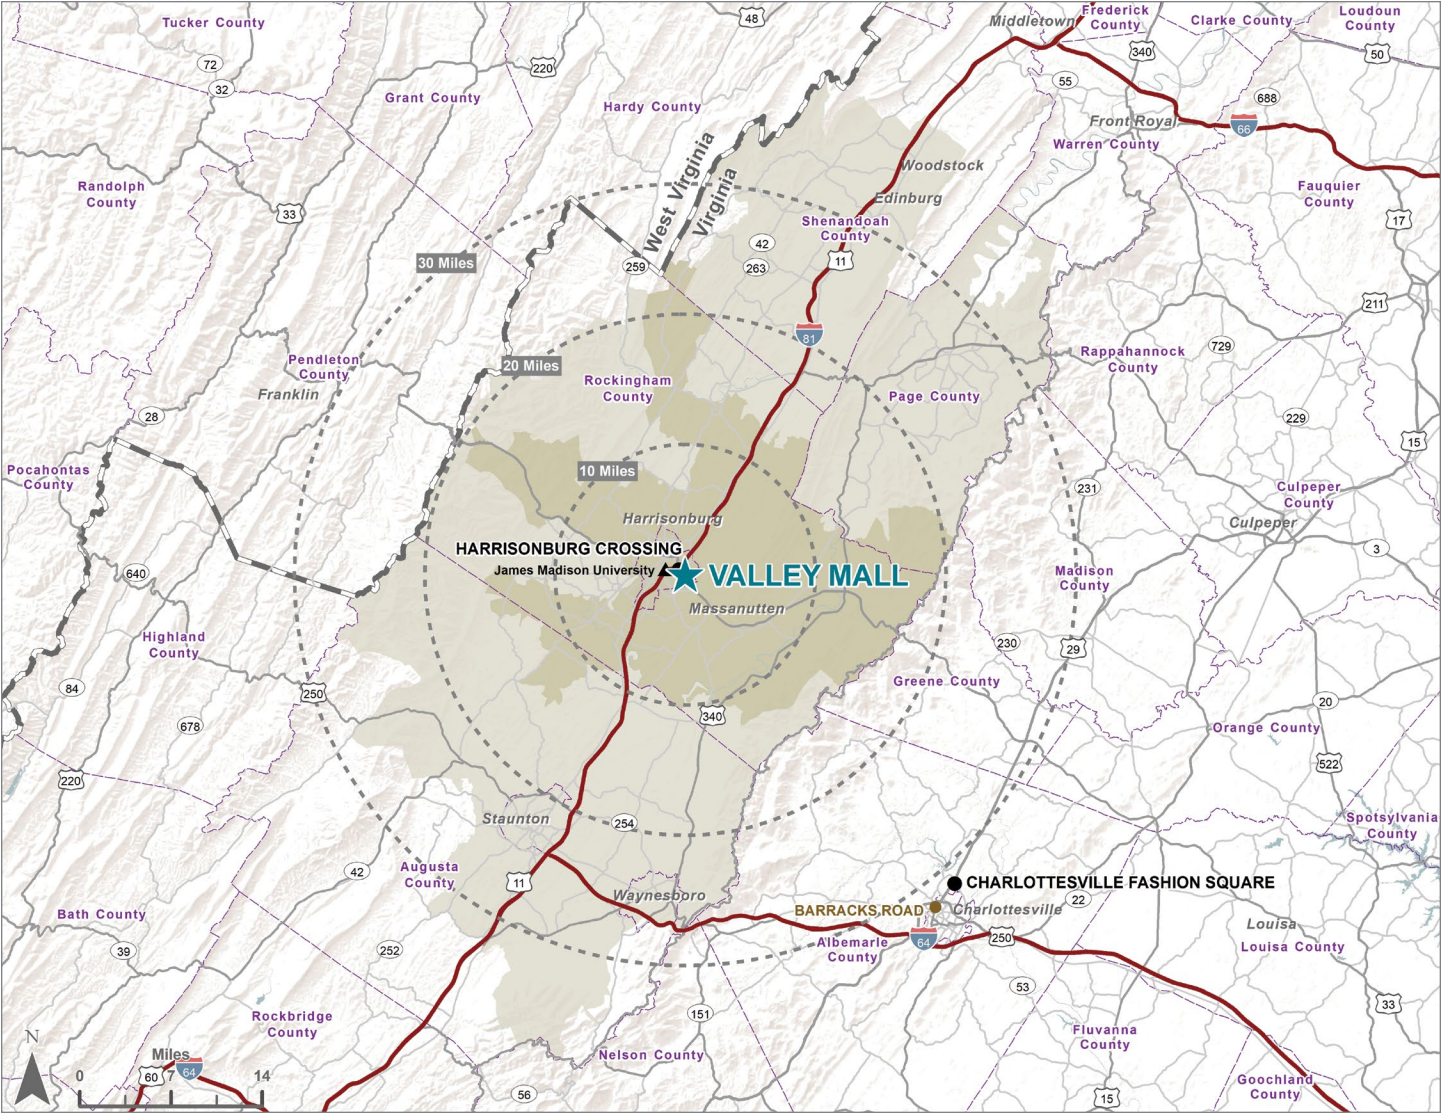 Tucker County
48
Middletown
Frederick
County
Clarke County
Loudoun
County
72
32
220
340
50
Grant County
Hardy County
55
688
Front Royal
66
Warren County
West Virginia
Virginia
Woodstock
Edinburg
Randolph
County
33
Fauquier
County
17
Shenandoah
County
42
263
259
11
30 Miles
211
81
729
Pendleton
County
20 Miles
Rappahannock
County
Franklin
Rockingham
County
Page County
28
229
15
Pocahontas
County
10 Miles
231
Culpeper
County
Harrisonburg
Culpeper
HARRISONBURG CROSSING
James Madison University
VALLEY MALL
3
640
Madison
County
Massanutten
Highland
County
230
29
84
250
Greene County
678
340
20
Orange County
220
522
Staunton
254
Spotsylvania
County
42
Augusta
County
11
Waynesboro
CHARLOTTESVILLE FASHION SQUARE
22
BARRACKS ROAD
Charlottesville
Bath County
Louisa
39
252
Albemarle
County
64
250
Louisa County
53
33
Rockbridge
County
151
Fluvanna
County
N
Miles
64
60
Nelson County
0
7
14
56
15
Goochland
County